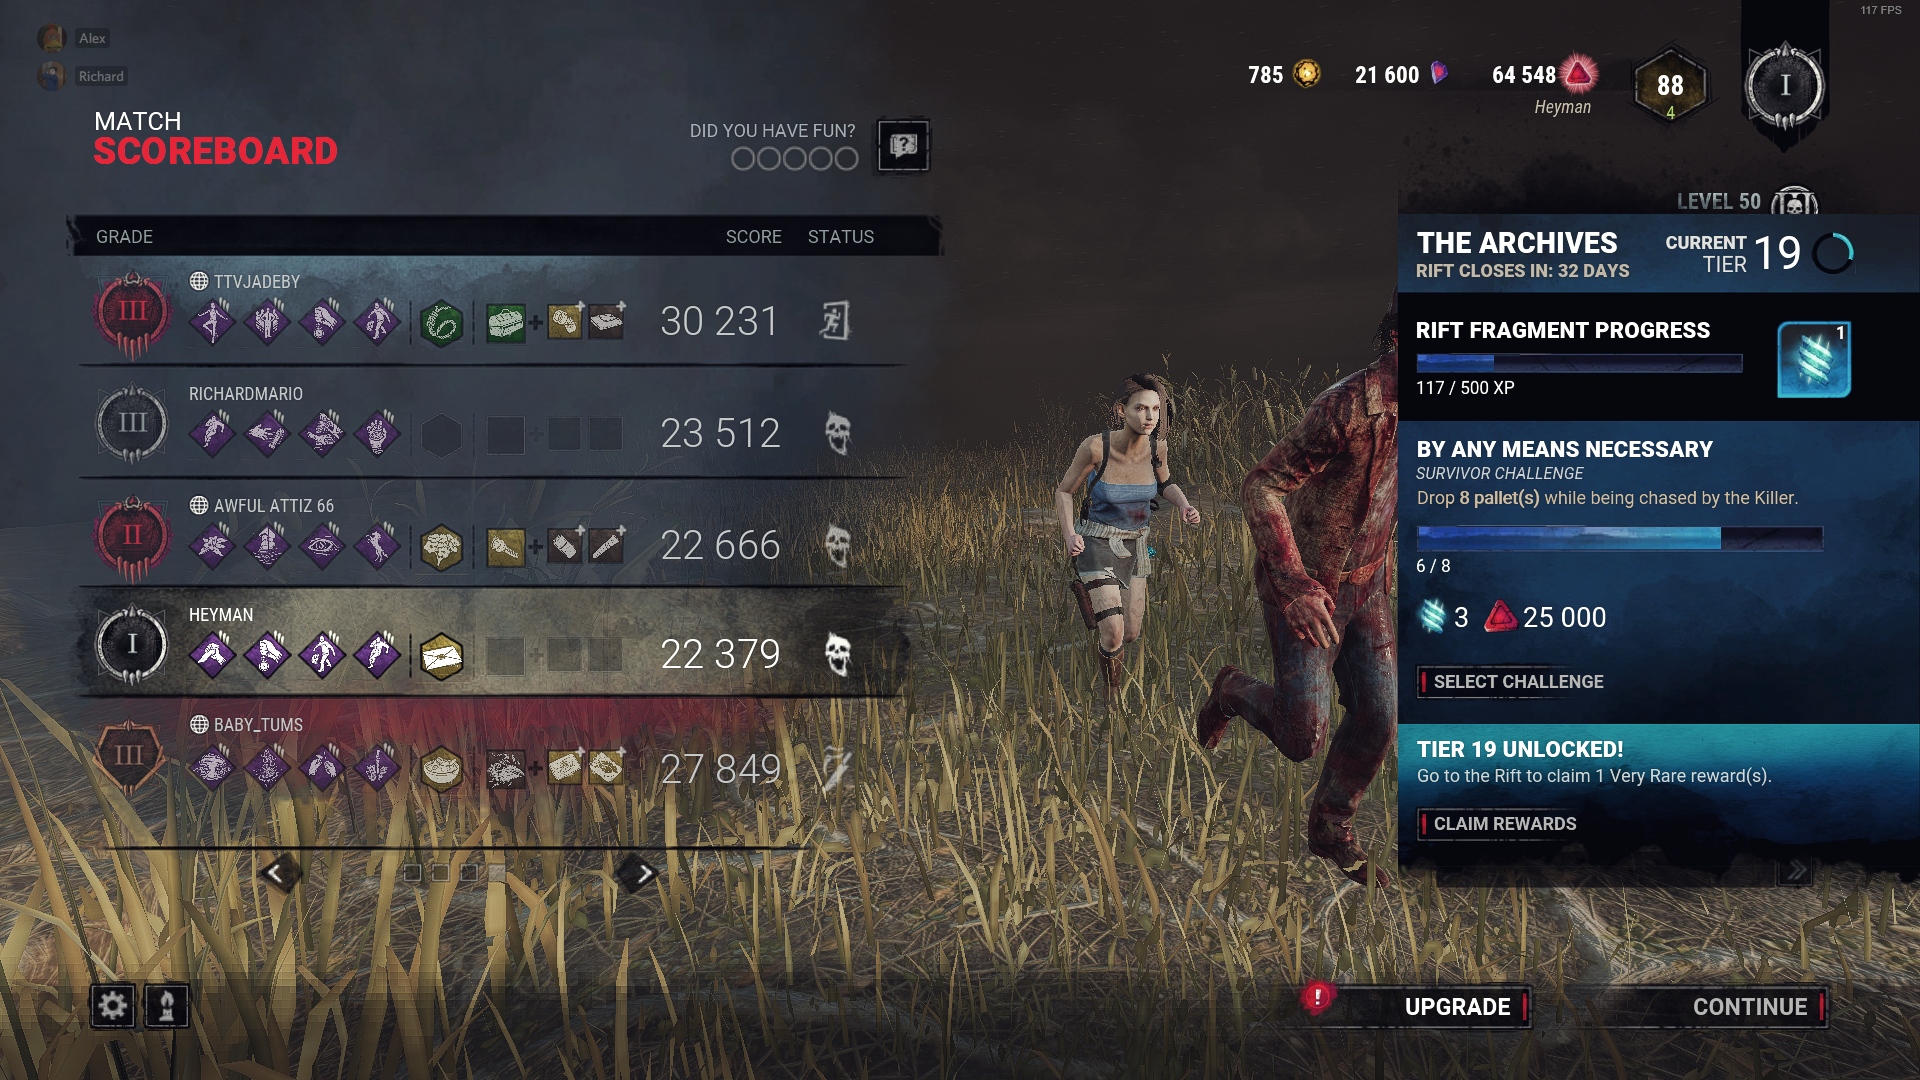 117 FPS
Alex
Richard
785
21 600
64 548
Heyman
88
4
I
MATCH
SCOREBOARD
DID YOU HAVE FUN?
?
LEVEL 50
GRADE SCORE STATUS
III TTVJADEBY 30 231
III RICHARDMARIO 23 512
II AWFUL ATTIZ 66 22 666
I HEYMAN 22 379
III BABY_TUMS 27 849
THE ARCHIVES
RIFT CLOSES IN: 32 DAYS
CURRENT
TIER 19
RIFT FRAGMENT PROGRESS
1
117 / 500 XP
BY ANY MEANS NECESSARY
SURVIVOR CHALLENGE
Drop 8 pallet(s) while being chased by the Killer.
6 / 8
3 25 000
SELECT CHALLENGE
TIER 19 UNLOCKED!
Go to the Rift to claim 1 Very Rare reward(s).
CLAIM REWARDS
!
UPGRADE
CONTINUE